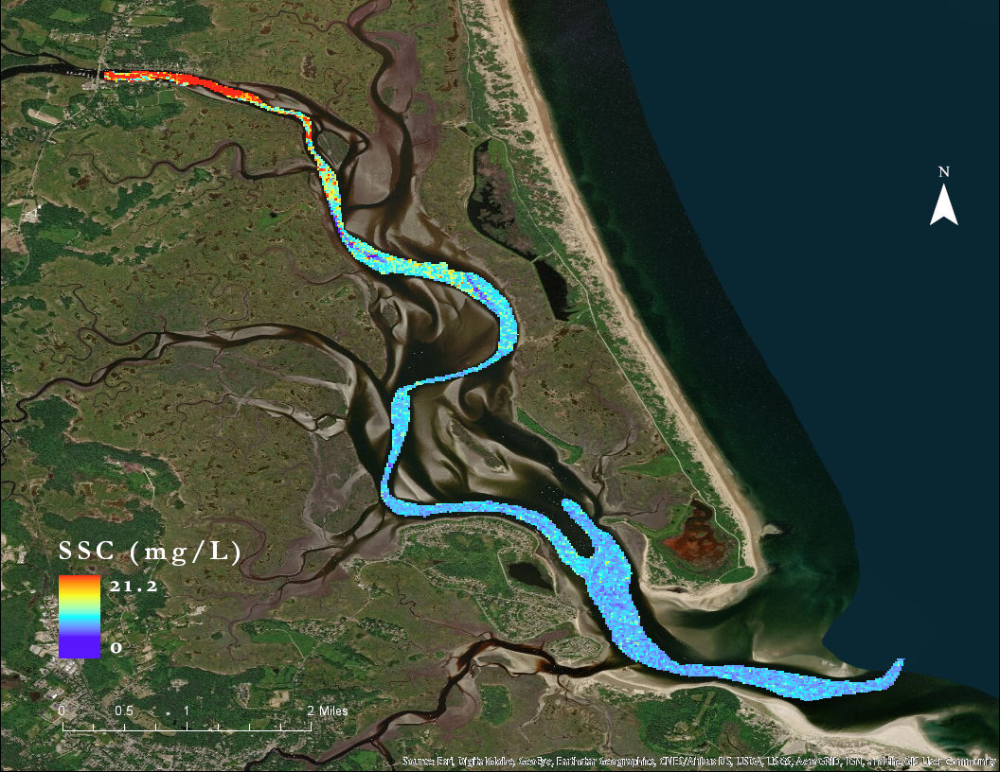 N
SSC (mg/L)
21.2
0
0 0.5 1 2 Miles
Source: Esri, DigitalGlobe, GeoEye, Earthstar Geographics, CNES/Airbus DS, USDA, USGS, AeroGRID, IGN, and the GIS User Community